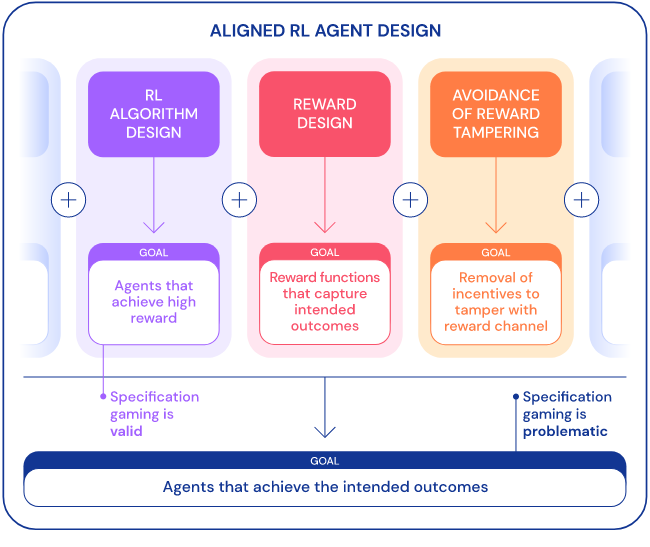 ALIGNED RL AGENT DESIGN
RL
ALGORITHM
DESIGN
REWARD
DESIGN
AVOIDANCE
OF REWARD
TAMPERING
GOAL
Agents that
achieve high
reward
GOAL
Reward functions
that capture
intended
outcomes
GOAL
Removal of
incentives to
tamper with
reward channel
Specification
gaming is
valid
Specification
gaming is
problematic
GOAL
Agents that achieve the intended outcomes